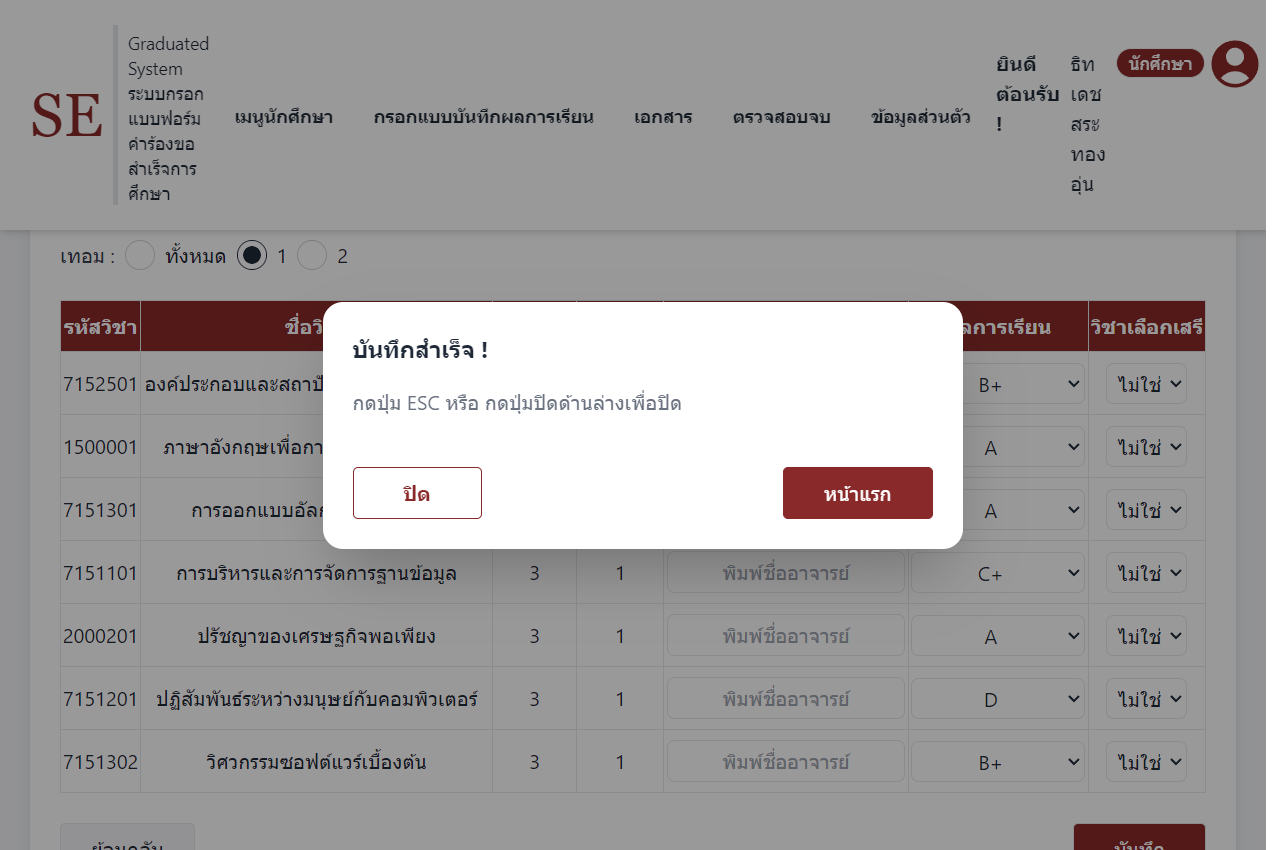 SE
Graduated
System
ระบบกรอก
แบบฟอร์ม
คำร้องขอ
สำเร็จการ
ศึกษา
เมนูนักศึกษา กรอกแบบบันทึกผลการเรียน เอกสาร ตรวจสอบจบ ข้อมูลส่วนตัว
ยินดี
ต้อนรับ
!
ธิท
เดช
สระ
ทอง
อุ่น
นักศึกษา
เทอม : ทั้งหมด 1 2
รหัสวิชา ชื่อวิ ลการเรียน วิชาเลือกเสรี
บันทึกสำเร็จ !
7152501 องค์ประกอบและสถาปั B+ ไม่ใช่
กดปุ่ม ESC หรือ กดปุ่มปิดด้านล่างเพื่อปิด
1500001 ภาษาอังกฤษเพื่อกา A ไม่ใช่
ปิด หน้าแรก
7151301 การออกแบบอัลก A ไม่ใช่
7151101 การบริหารและการจัดการฐานข้อมูล 3 1 พิมพ์ชื่ออาจารย์ C+ ไม่ใช่
2000201 ปรัชญาของเศรษฐกิจพอเพียง 3 1 พิมพ์ชื่ออาจารย์ A ไม่ใช่
7151201 ปฏิสัมพันธ์ระหว่างมนุษย์กับคอมพิวเตอร์ 3 1 พิมพ์ชื่ออาจารย์ D ไม่ใช่
7151302 วิศวกรรมซอฟต์แวร์เบื้องต้น 3 1 พิมพ์ชื่ออาจารย์ B+ ไม่ใช่
ย้อนกลับ บันทึก